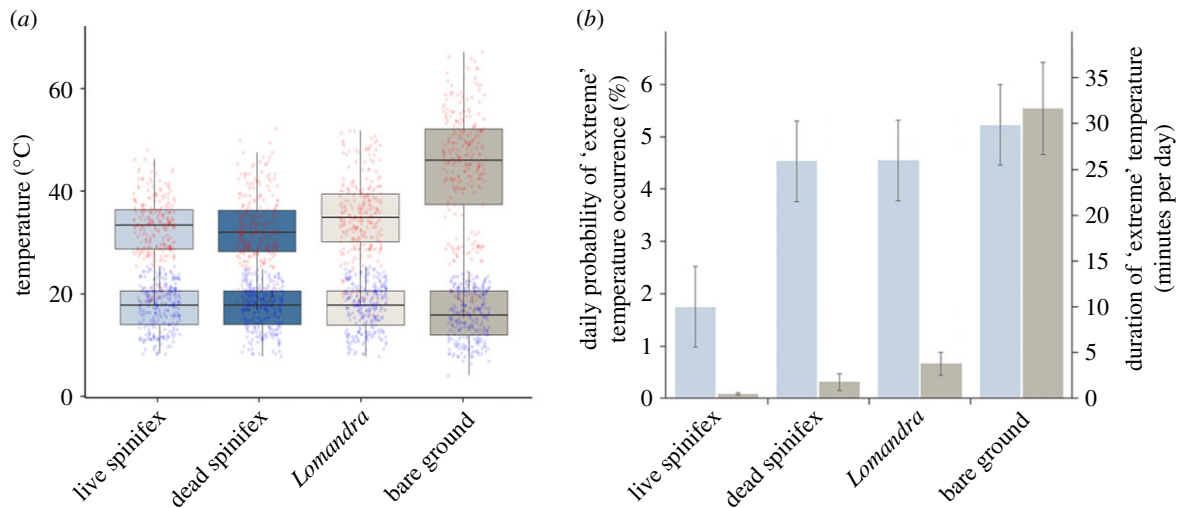 (a)
temperature (°C)
60
40
20
0
live spinifex
dead spinifex
Lomandra
bare ground
(b)
daily probability of ‘extreme’
temperature occurrence (%)
6
5
4
3
2
1
0
35
30
25
20
15
10
5
0
duration of ‘extreme’ temperature
(minutes per day)
live spinifex
dead spinifex
Lomandra
bare ground